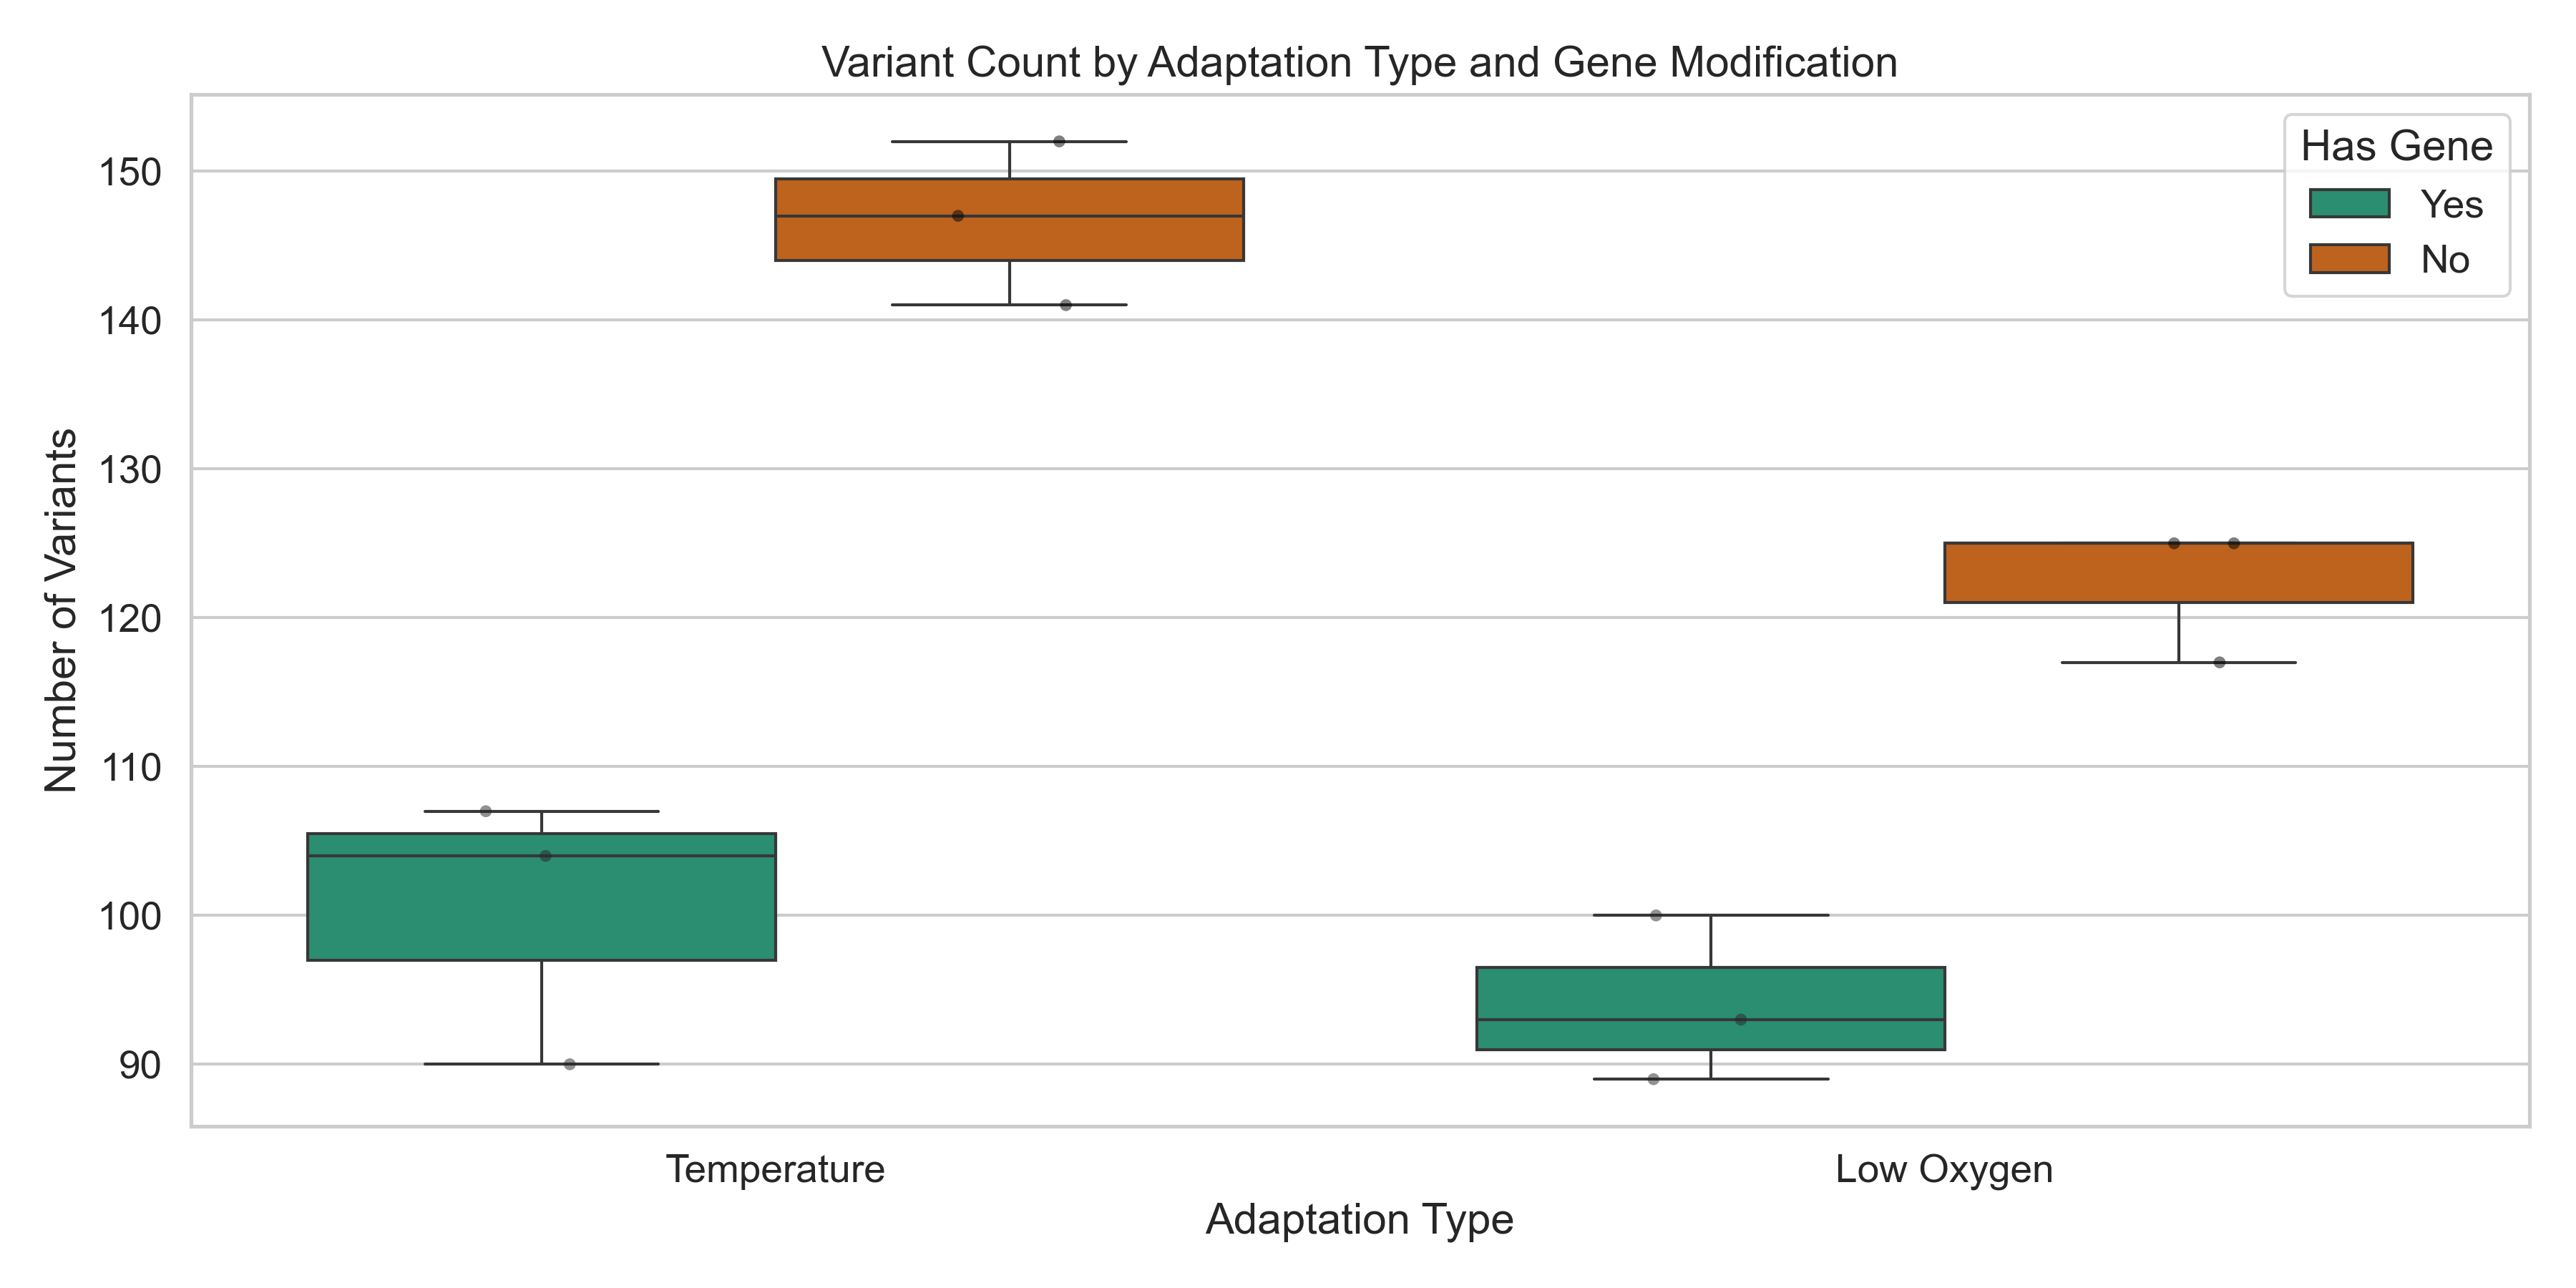 Variant Count by Adaptation Type and Gene Modification
Has Gene
Yes
No
Number of Variants
150
140
130
120
110
100
90
Temperature
Low Oxygen
Adaptation Type